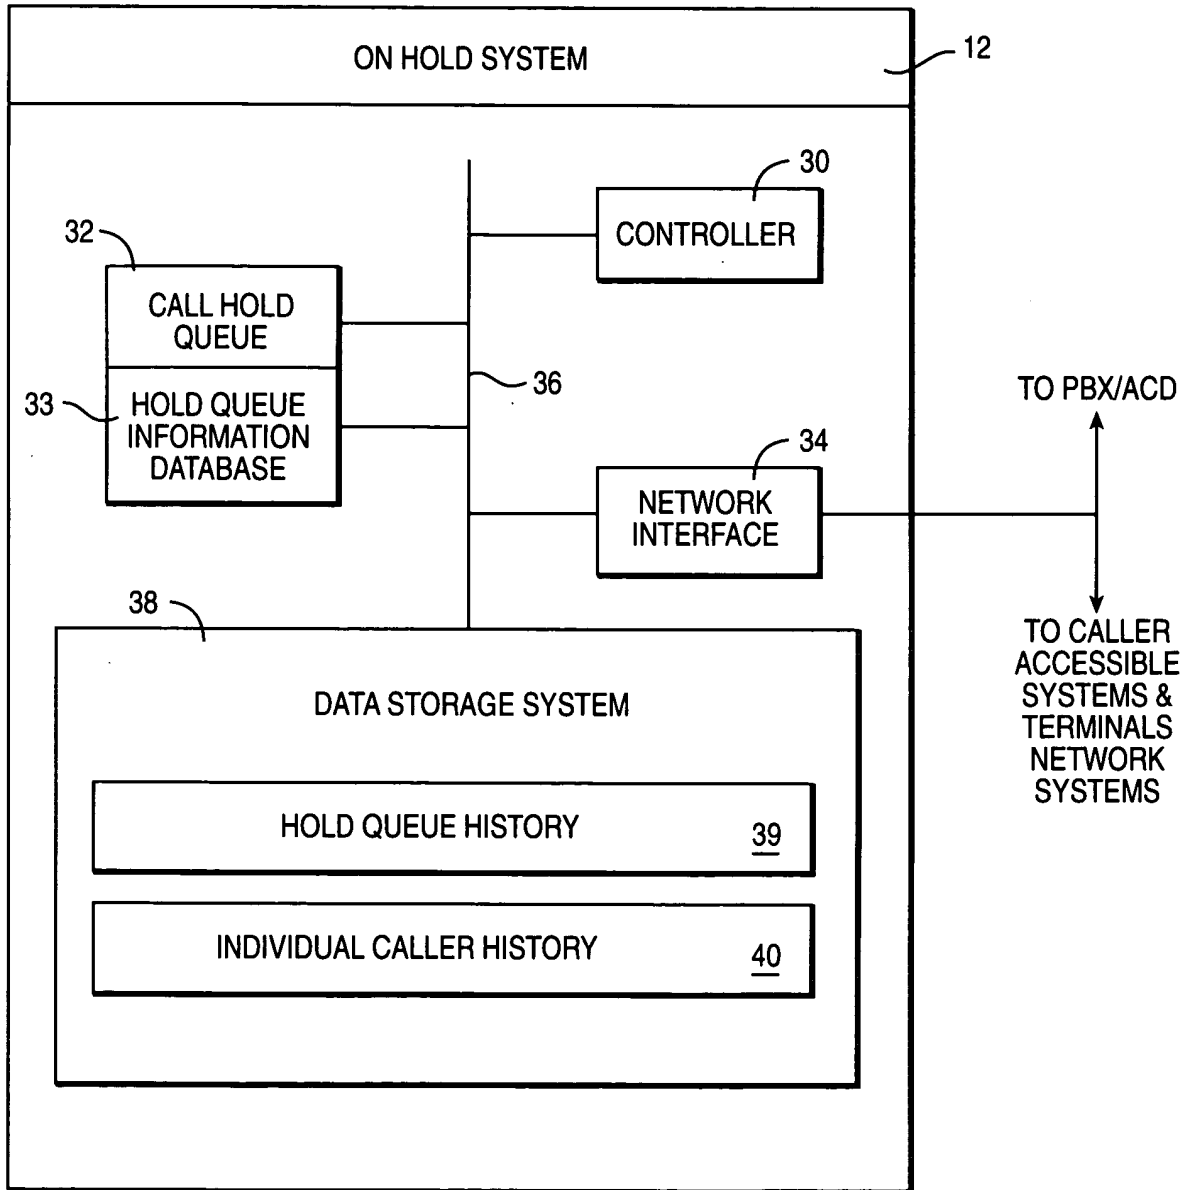 ON HOLD SYSTEM
12
30
CONTROLLER
32
CALL HOLD
QUEUE
33
HOLD QUEUE
INFORMATION
DATABASE
36
34
NETWORK
INTERFACE
TO PBX/ACD
TO CALLER
ACCESSIBLE
SYSTEMS &
TERMINALS
NETWORK
SYSTEMS
38
DATA STORAGE SYSTEM
HOLD QUEUE HISTORY 39
INDIVIDUAL CALLER HISTORY 40